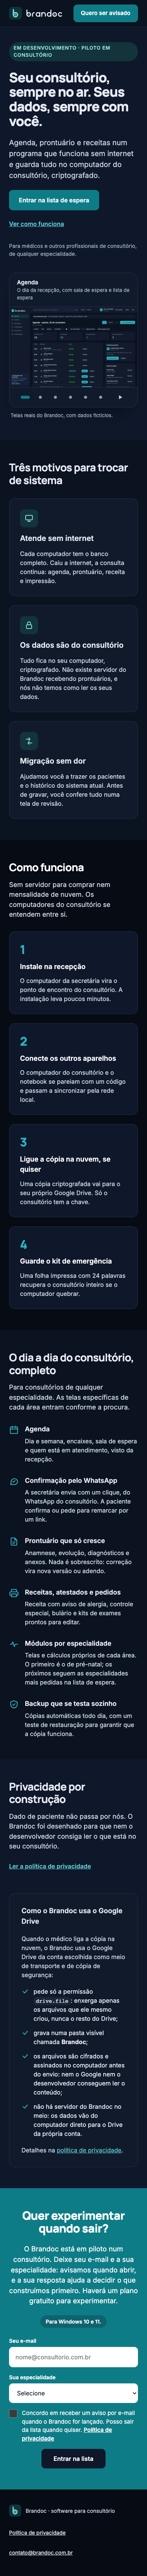 brandoc
Quero ser avisado
EM DESENVOLVIMENTO · PILOTO EM
CONSULTÓRIO
Seu consultório,
sempre no ar. Seus
dados, sempre com
você.
Agenda, prontuário e receitas num
programa que funciona sem internet
e guarda tudo no computador do
consultório, criptografado.
Entrar na lista de espera
Ver como funciona
Para médicos e outros profissionais de consultório,
de qualquer especialidade.
Agenda
O dia da recepção, com sala de espera e lista de
espera
Telas reais do Brandoc, com dados fictícios.
Três motivos para trocar
de sistema
Atende sem internet
Cada computador tem o banco
completo. Caiu a internet, a consulta
continua: agenda, prontuário, receita
e impressão.
Os dados são do consultório
Tudo fica no seu computador,
criptografado. Não existe servidor do
Brandoc recebendo prontuários, e
nós não temos como ler os seus
dados.
Migração sem dor
Ajudamos você a trazer os pacientes
e o histórico do sistema atual. Antes
de gravar, você confere tudo numa
tela de revisão.
Como funciona
Sem servidor para comprar nem
mensalidade de nuvem. Os
computadores do consultório se
entendem entre si.
1
Instale na recepção
O computador da secretária vira o
ponto de encontro do consultório. A
instalação leva poucos minutos.
2
Conecte os outros aparelhos
O computador do consultório e o
notebook se pareiam com um código
e passam a sincronizar pela rede
local.
3
Ligue a cópia na nuvem, se
quiser
Uma cópia criptografada vai para o
seu próprio Google Drive. Só o
consultório tem a chave.
4
Guarde o kit de emergência
Uma folha impressa com 24 palavras
recupera o consultório inteiro se o
computador quebrar.
O dia a dia do consultório,
completo
Para consultórios de qualquer
especialidade. As telas específicas de
cada área entram conforme a procura.
Agenda
Dia e semana, encaixes, sala de espera
e quem está em atendimento, visto da
recepção.
Confirmação pelo WhatsApp
A secretária envia com um clique, do
WhatsApp do consultório. A paciente
confirma ou pede para remarcar por
um link.
Prontuário que só cresce
Anamnese, evolução, diagnósticos e
anexos. Nada é sobrescrito: correção
vira nova versão ou adendo.
Receitas, atestados e pedidos
Receita com aviso de alergia, controle
especial, bulário e kits de exames
prontos para editar.
Módulos por especialidade
Telas e cálculos próprios de cada área.
O primeiro é o de pré-natal; os
próximos seguem as especialidades
mais pedidas na lista de espera.
Backup que se testa sozinho
Cópias automáticas todo dia, com um
teste de restauração para garantir que
a cópia funciona.
Privacidade por
construção
Dado de paciente não passa por nós. O
Brandoc foi desenhado para que nem o
desenvolvedor consiga ler o que está no
seu consultório.
Ler a política de privacidade
Como o Brandoc usa o Google
Drive
Quando o médico liga a cópia na
nuvem, o Brandoc usa o Google
Drive da conta escolhida como meio
de transporte e cópia de
segurança:
pede só a permissão
drive.file: enxerga apenas
os arquivos que ele mesmo
criou, nunca o resto do Drive;
grava numa pasta visível
chamada Brandoc;
os arquivos são cifrados e
assinados no computador antes
do envio: nem o Google nem o
desenvolvedor conseguem ler o
conteúdo;
não há servidor do Brandoc no
meio: os dados vão do
computador direto para o Drive
da própria conta.
Detalhes na política de privacidade.
Quer experimentar
quando sair?
O Brandoc está em piloto num
consultório. Deixe seu e-mail e a sua
especialidade: avisamos quando abrir,
e a sua resposta ajuda a decidir o que
construímos primeiro. Haverá um plano
gratuito para experimentar.
Para Windows 10 e 11.
Seu e-mail
nome@consultorio.com.br
Sua especialidade
Selecione
Concordo em receber um aviso por e-mail
quando o Brandoc for lançado. Posso sair
da lista quando quiser. Política de
privacidade
Entrar na lista
Brandoc · software para consultório
Política de privacidade
contato@brandoc.com.br